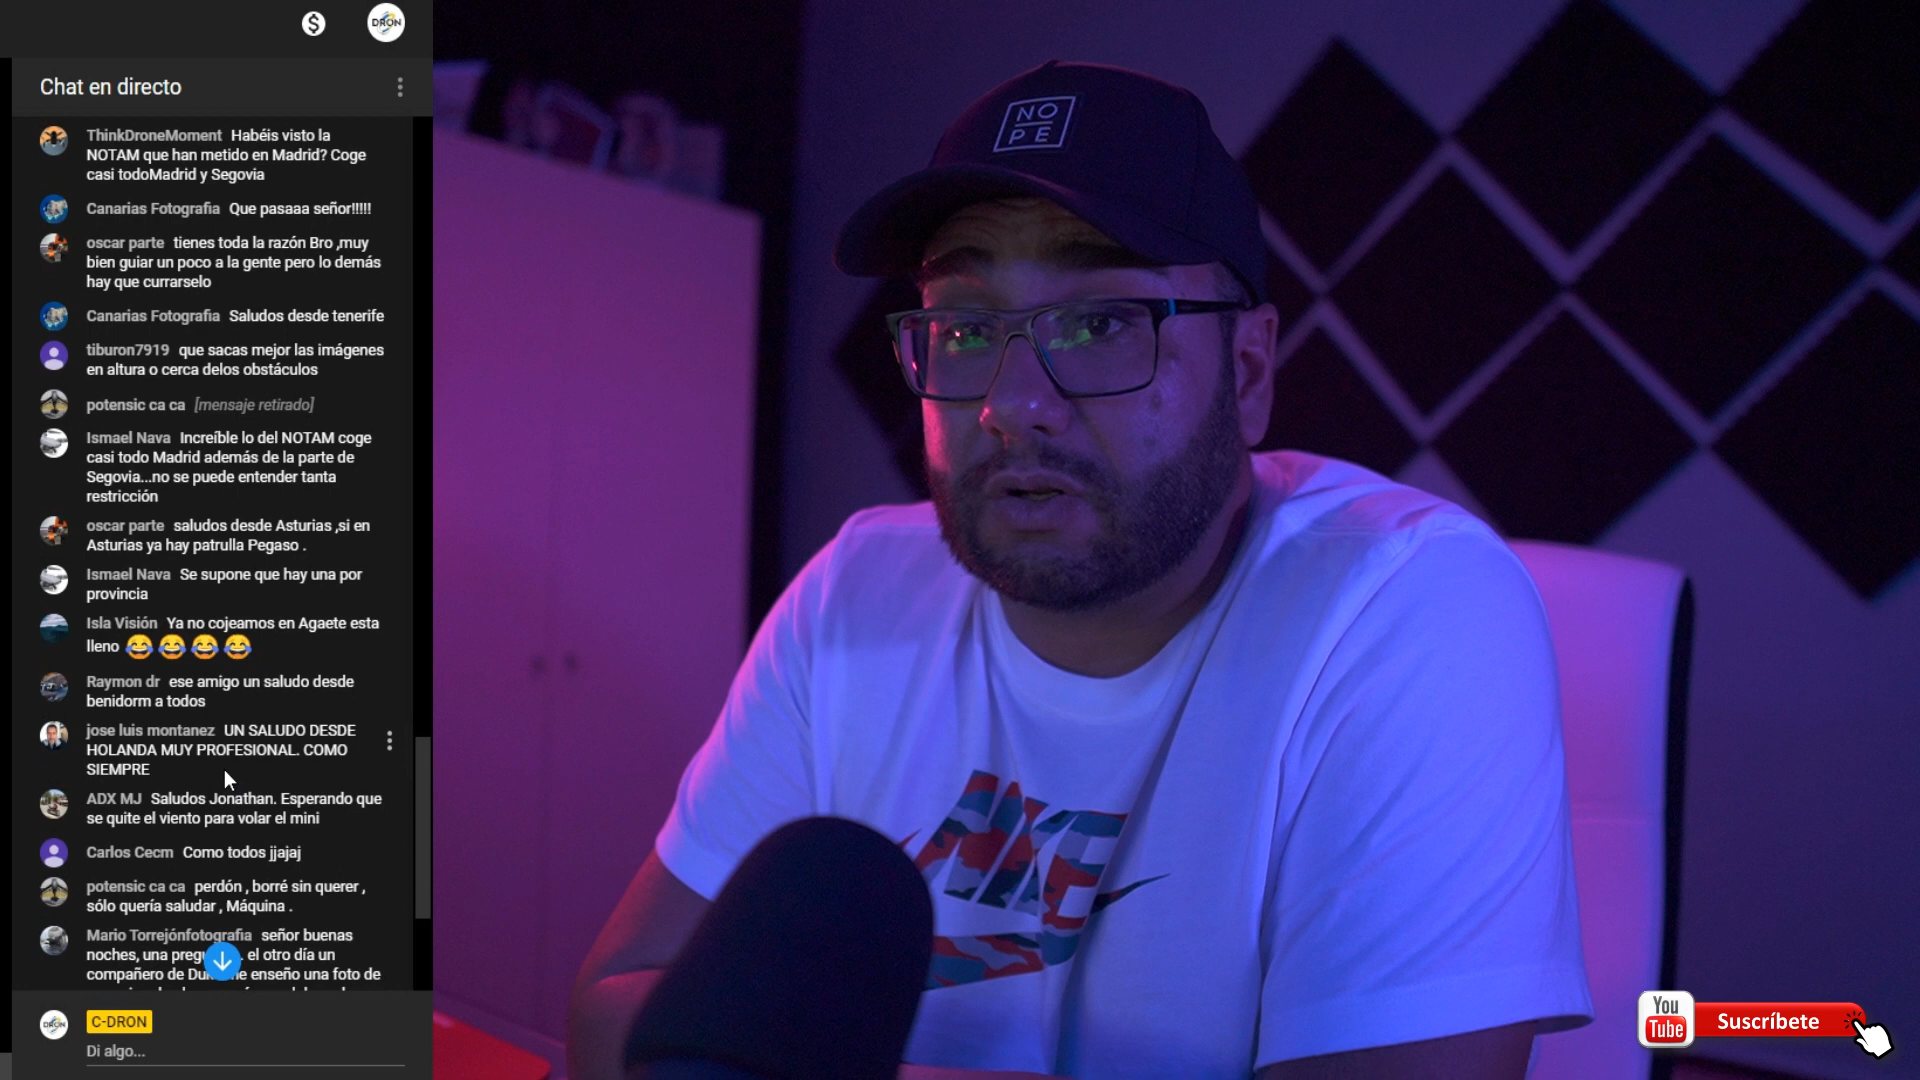 $
DRON
Chat en directo
ThinkDroneMoment Habéis visto la
NOTAM que han metido en Madrid? Coge
casi todoMadrid y Segovia
Canarias Fotografia Que pasaaa señor!!!!!
oscar parte tienes toda la razón Bro ,muy
bien guiar un poco a la gente pero lo demás
hay que currarselo
Canarias Fotografia Saludos desde tenerife
tiburon7919 que sacas mejor las imágenes
en altura o cerca delos obstáculos
potensic ca ca [mensaje retirado]
Ismael Nava Increíble lo del NOTAM coge
casi todo Madrid además de la parte de
Segovia...no se puede entender tanta
restricción
oscar parte saludos desde Asturias ,si en
Asturias ya hay patrulla Pegaso .
Ismael Nava Se supone que hay una por
provincia
Isla Visión Ya no cojeamos en Agaete esta
lleno 😂😂😂😂
Raymon dr ese amigo un saludo desde
benidorm a todos
jose luis montanez UN SALUDO DESDE
HOLANDA MUY PROFESIONAL. COMO
SIEMPRE
ADX MJ Saludos Jonathan. Esperando que
se quite el viento para volar el mini
Carlos Cecm Como todos jjajaj
potensic ca ca perdón , borré sin querer ,
sólo quería saludar , Máquina .
Mario Torrejónfotografia señor buenas
noches, una el otro día un
compañero de enseño una foto de
DRON
C-DRON
Di algo...
NO
PE
NIKE
You
Tube
Suscríbete